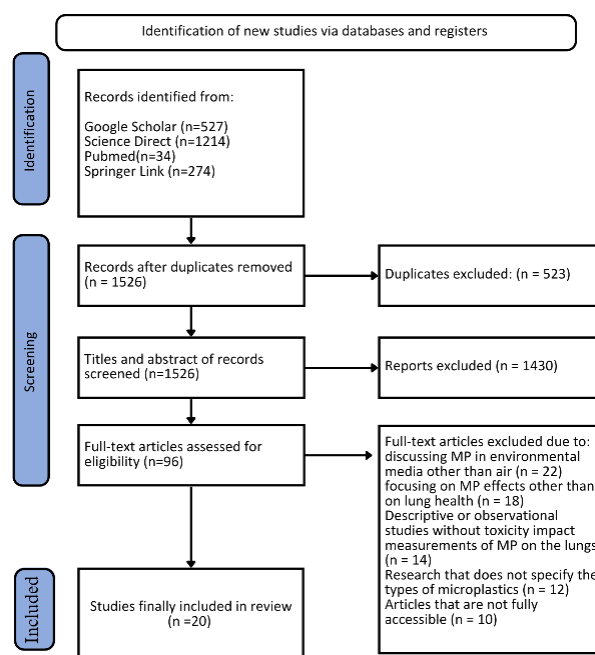 Identification of new studies via databases and registers
Identification
Records identified from:
Google Scholar (n=527)
Science Direct (n=1214)
Pubmed(n=34)
Springer Link (n=274)
Screening
Records after duplicates removed
(n = 1526)
Duplicates excluded: (n = 523)
Titles and abstract of records
screened (n=1526)
Reports excluded (n = 1430)
Full-text articles assessed for
eligibility (n=96)
Full-text articles excluded due to:
discussing MP in environmental
media other than air (n = 22)
focusing on MP effects other than
on lung health (n = 18)
Descriptive or observational
studies without toxicity impact
measurements of MP on the lungs
(n = 14)
Research that does not specify the
types of microplastics (n = 12)
Articles that are not fully
accessible (n = 10)
Included
Studies finally included in review
(n =20)